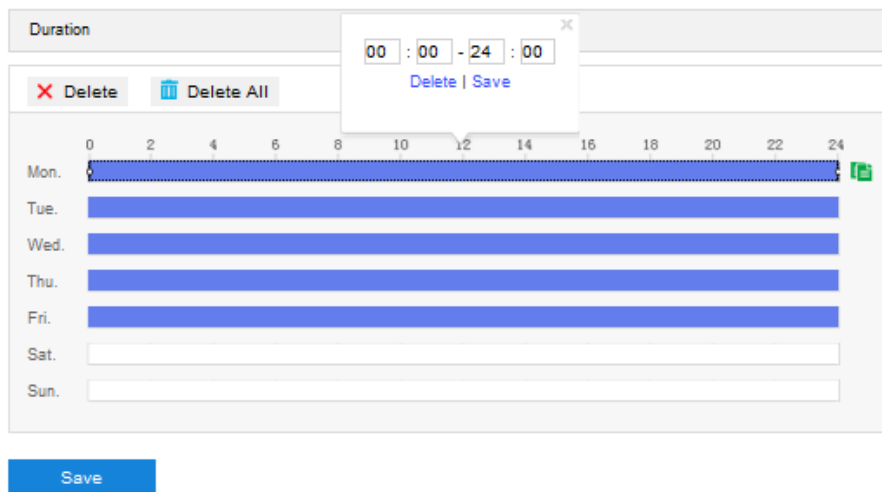 Duration
00 : 00 - 24 : 00
Delete | Save
Delete Delete All
0 2 4 6 8 10 12 14 16 18 20 22 24
Mon.
Tue.
Wed.
Thu.
Fri.
Sat.
Sun.
Save